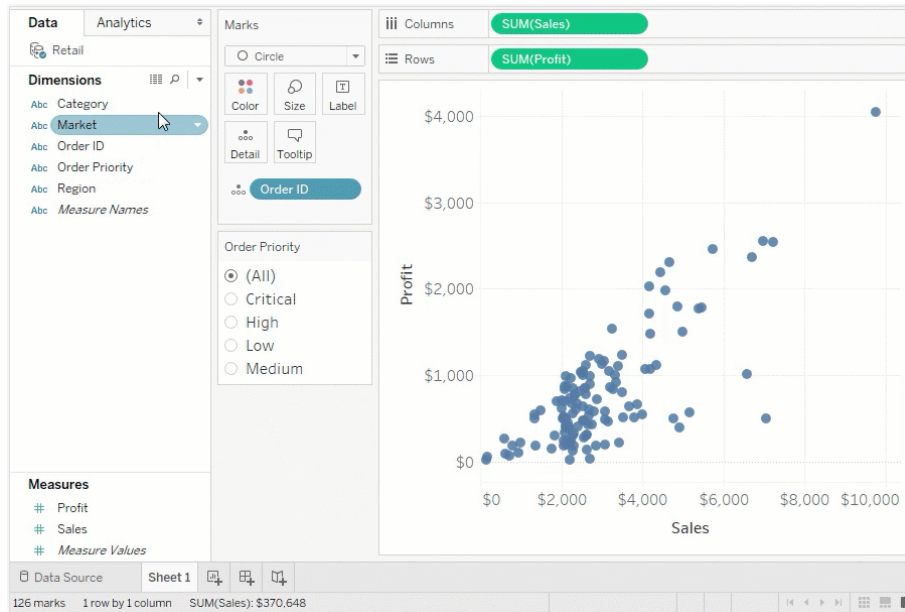 Data Analytics
Retail
Dimensions
Abc Category
Abc Market
Abc Order ID
Abc Order Priority
Abc Region
Abc Measure Names
Measures
# Profit
# Sales
# Measure Values
Marks
Circle
Color Size Label
Detail Tooltip
Order ID
Order Priority
(All)
Critical
High
Low
Medium
Columns SUM(Sales)
Rows SUM(Profit)
$4,000
$3,000
$2,000
$1,000
$0
Profit
$0 $2,000 $4,000 $6,000 $8,000 $10,000
Sales
Data Source Sheet 1
126 marks 1 row by 1 column SUM(Sales): $370,648